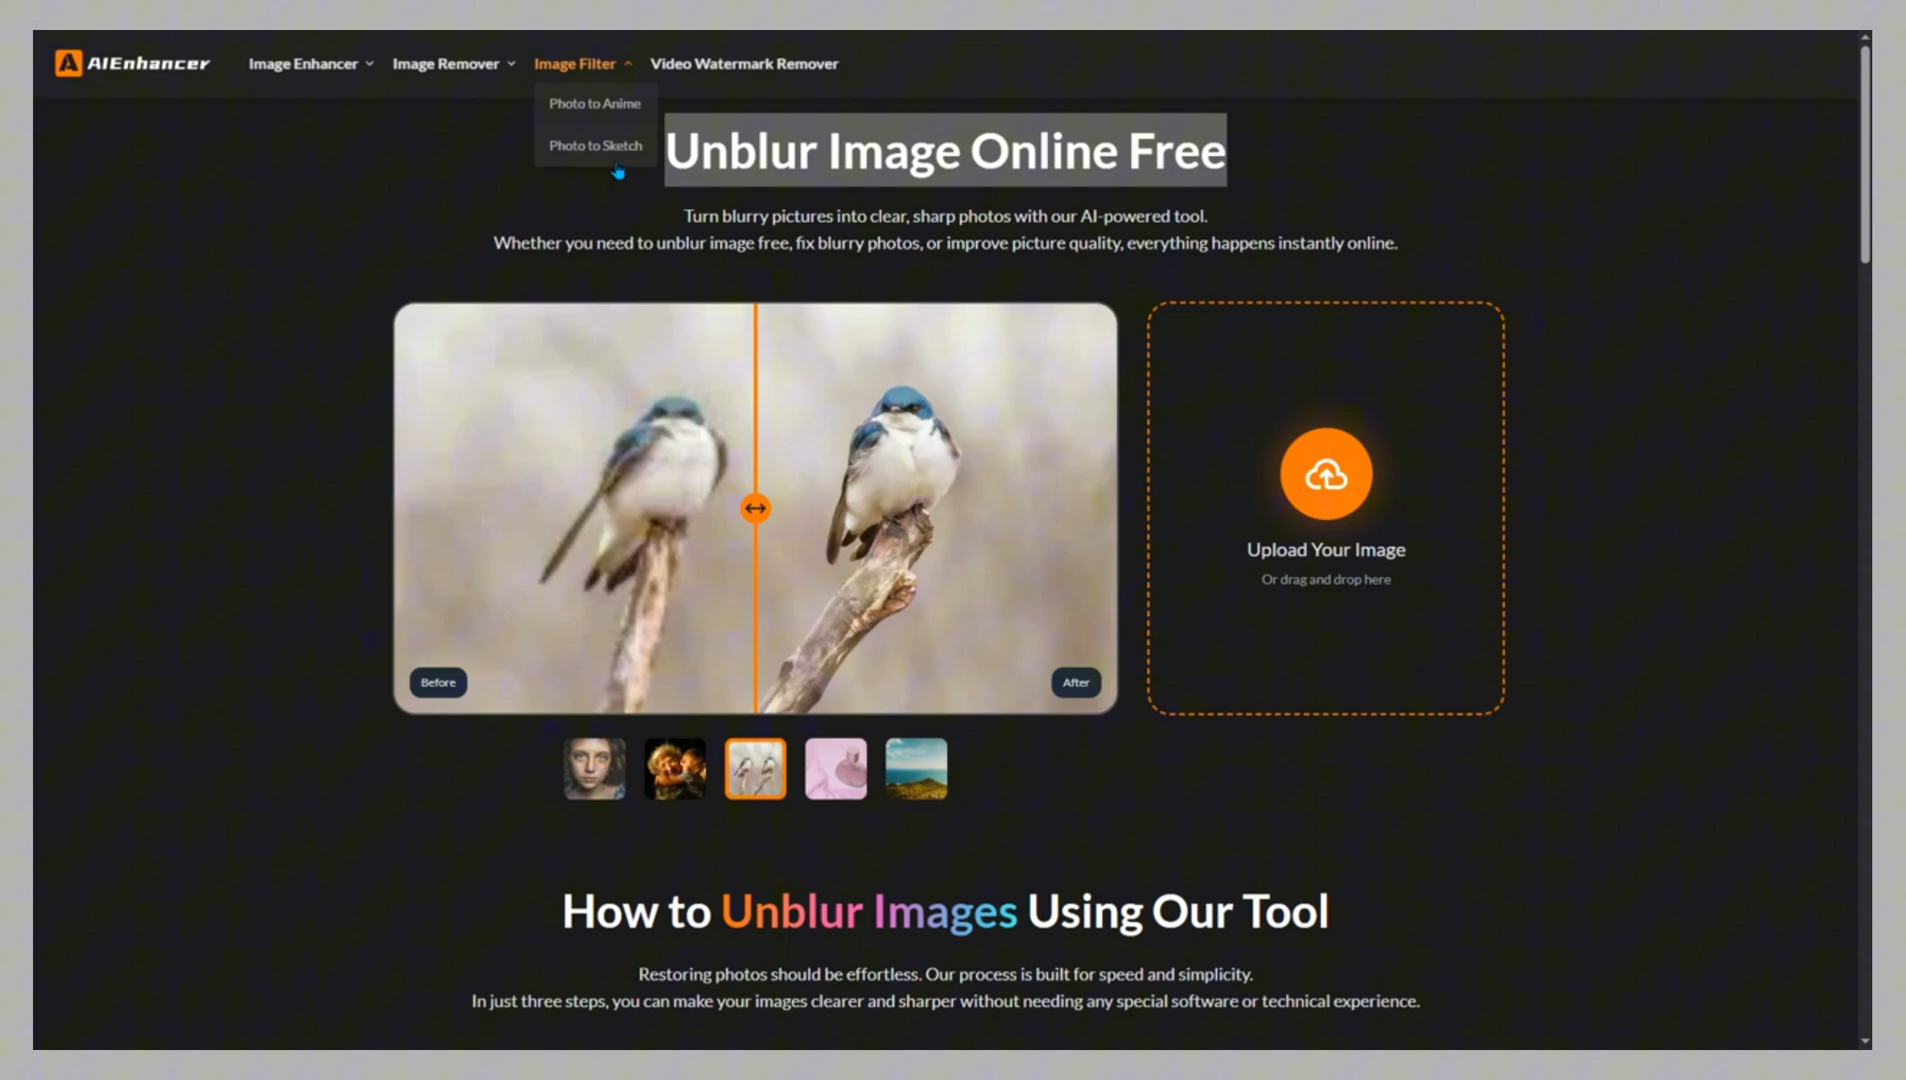 AIEnhancer
Image Enhancer
Image Remover
Image Filter
Video Watermark Remover
Photo to Anime
Photo to Sketch
Unblur Image Online Free
Turn blurry pictures into clear, sharp photos with our AI-powered tool.
Whether you need to unblur image free, fix blurry photos, or improve picture quality, everything happens instantly online.
Before
After
Upload Your Image
Or drag and drop here
How to Unblur Images Using Our Tool
Restoring photos should be effortless. Our process is built for speed and simplicity.
In just three steps, you can make your images clearer and sharper without needing any special software or technical experience.